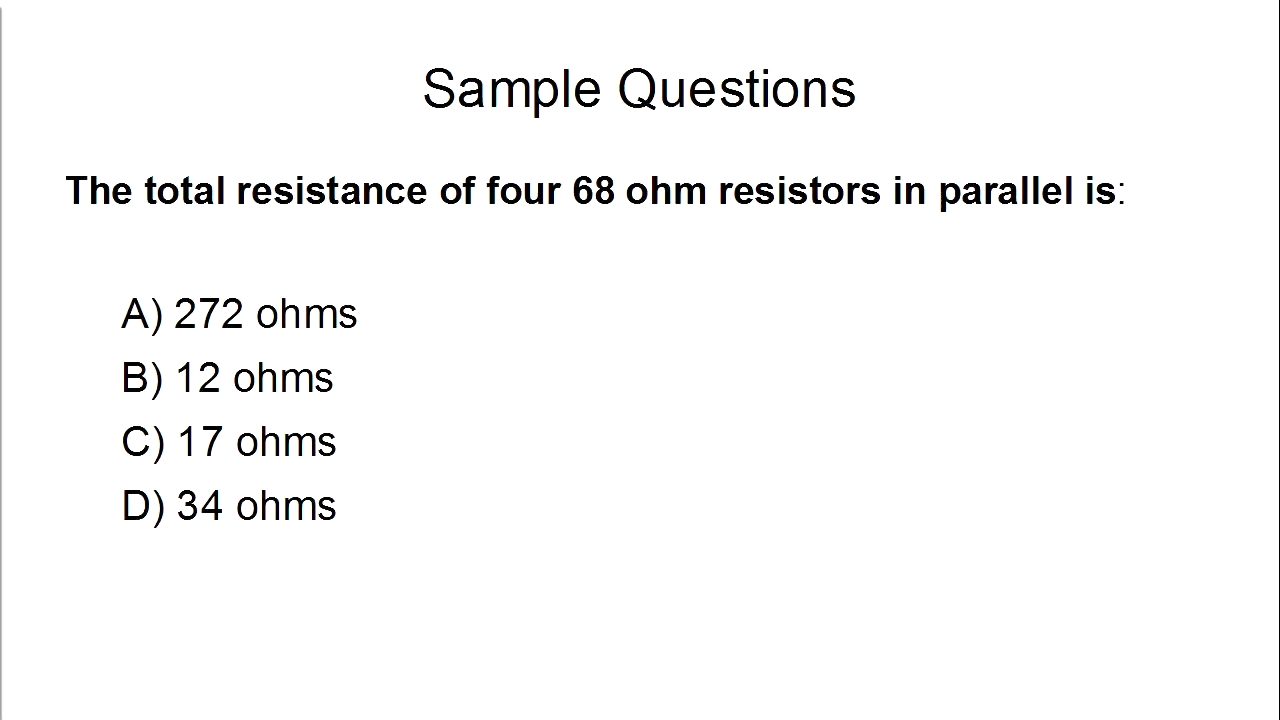 Sample Questions
The total resistance of four 68 ohm resistors in parallel is:
A) 272 ohms
B) 12 ohms
C) 17 ohms
D) 34 ohms